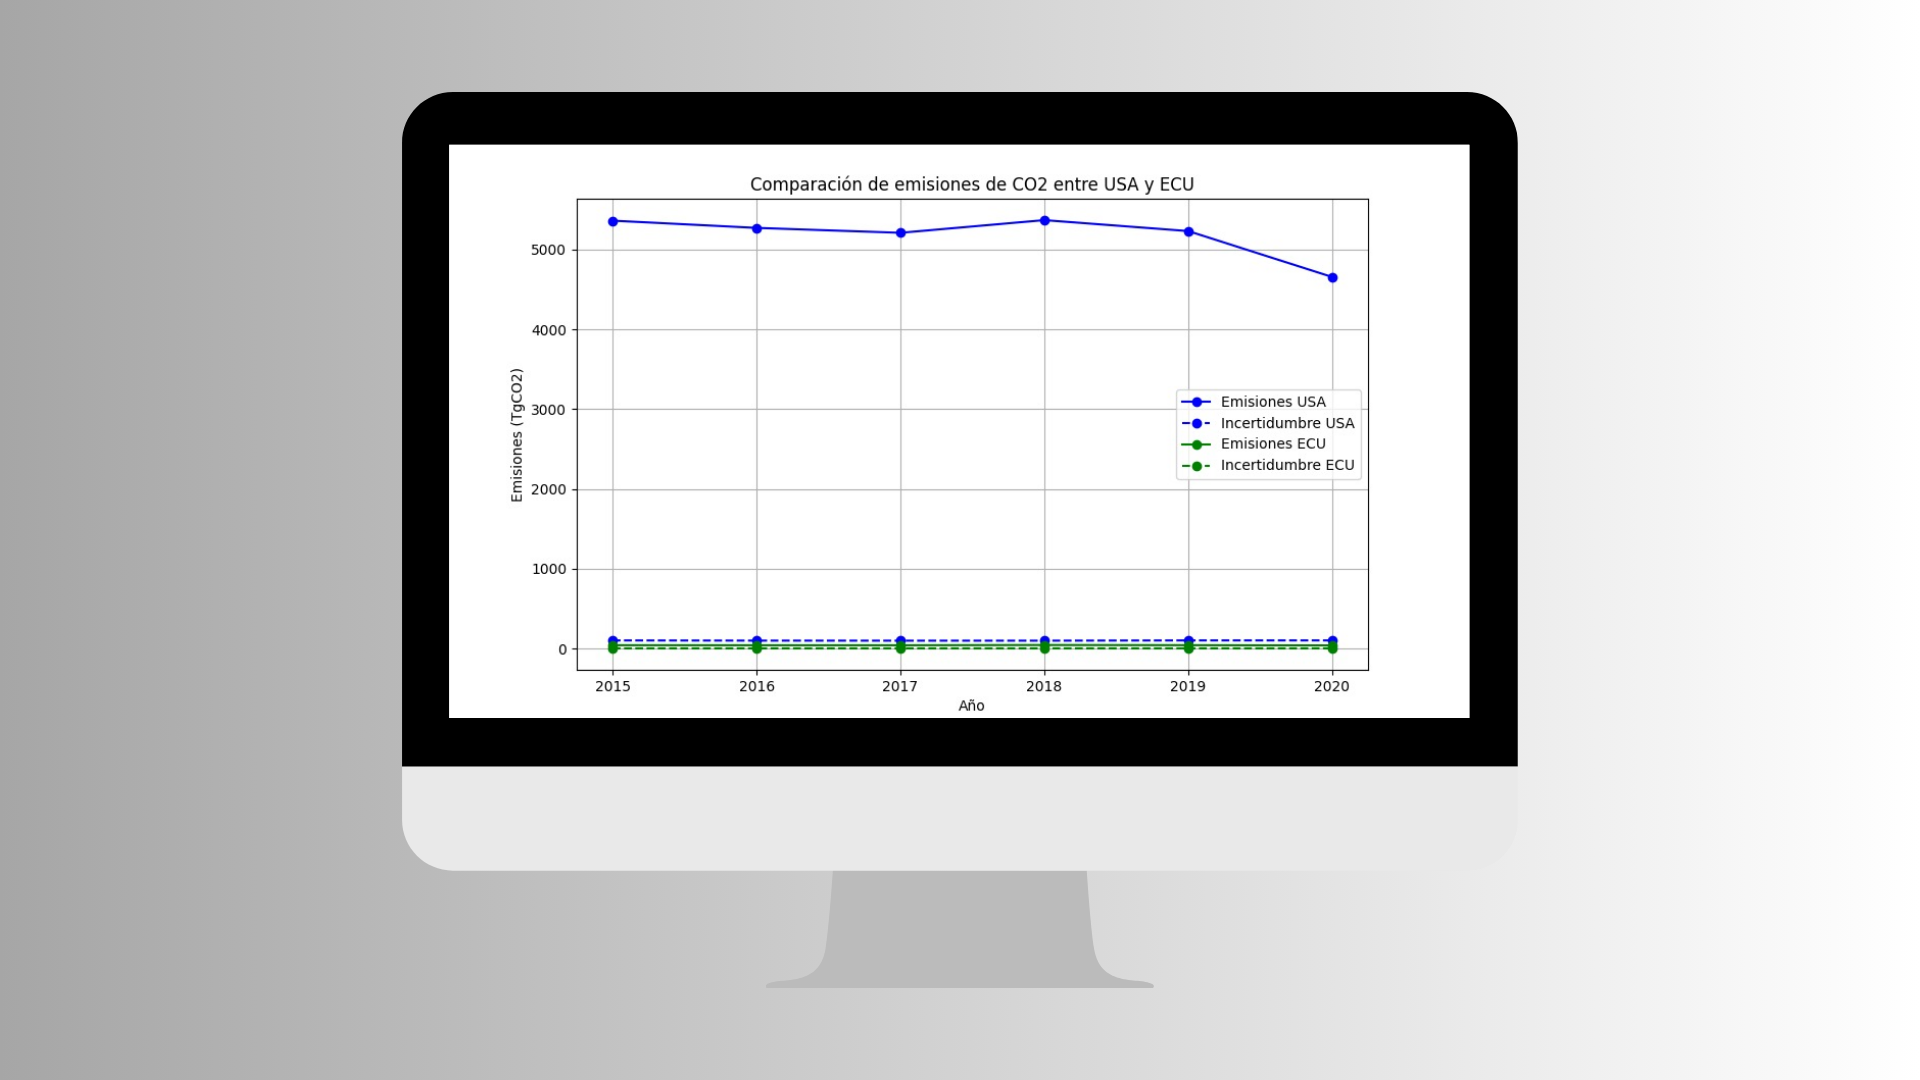 Comparación de emisiones de CO2 entre USA y ECU
Emisiones (TgCO2)
5000
4000
3000
2000
1000
0
Emisiones USA
Incertidumbre USA
Emisiones ECU
Incertidumbre ECU
2015 2016 2017 2018 2019 2020
Año